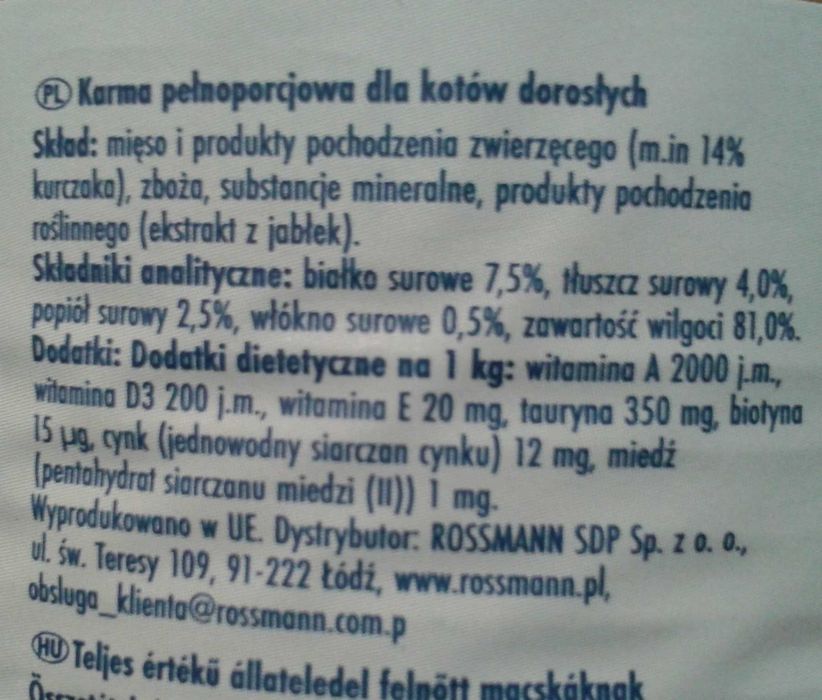 PL Karma pełnoporcjowa dla kotów dorosłych
Skład: mięso i produkty pochodzenia zwierzęcego (m.in 14%
kurczaka), zboża, substancje mineralne, produkty pochodzenia
roślinnego (ekstrakt z jabłek).
Składniki analityczne: białko surowe 7,5%, tłuszcz surowy 4,0%,
popiół surowy 2,5%, włókno surowe 0,5%, zawartość wilgoci 81,0%.
Dodatki: Dodatki dietetyczne na 1 kg: witamina A 2000 j.m.,
witamina D3 200 j.m., witamina E 20 mg, tauryna 350 mg, biotyna
15 µg, cynk (jednowodny siarczan cynku) 12 mg, miedź
(pentahydrat siarczanu miedzi (II)) 1 mg.
Wyprodukowano w UE. Dystrybutor: ROSSMANN SDP Sp. z o. o.,
ul. św. Teresy 109, 91-222 Łódź, www.rossmann.pl,
obsluga_klienta@rossmann.com.p
HU Teljes értékű állateledel felnőtt macskáknak